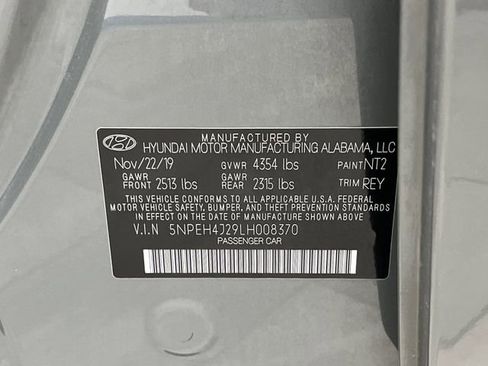 MANUFACTURED BY
HYUNDAI MOTOR MANUFACTURING ALABAMA, LLC
Nov/22/19 GVWR 4354 lbs PAINT NT2
GAWR FRONT 2513 lbs GAWR REAR 2315 lbs TRIM REY
THIS VEHICLE CONFORMS TO ALL APPLICABLE U.S.A FEDERAL
MOTOR VEHICLE SAFETY, BUMPER, AND THEFT PREVENTION
STANDARDS IN EFFECT ON THE DATE OF
MANUFACTURE SHOWN ABOVE.
V.I.N 5NPEH4J29LH008370
PASSENGER CAR